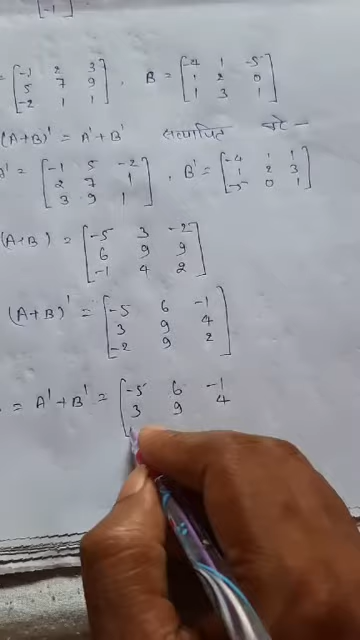 [-1]
= [-1 2 3
5 7 9
-2 1 1], B = [-4 1 -5
1 2 0
1 3 1]
(A+B)' = A'+B' सत्यापित करे -
A' = [-1 5 -2
2 7 1
3 9 1], B' = [-4 1 1
1 2 3
-5 0 1]
(A+B) = [-5 3 -2
6 9 9
-1 4 2]
(A+B)' = [-5 6 -1
3 9 4
-2 9 2]
= A'+B' = [-5 6 -1
3 9 4